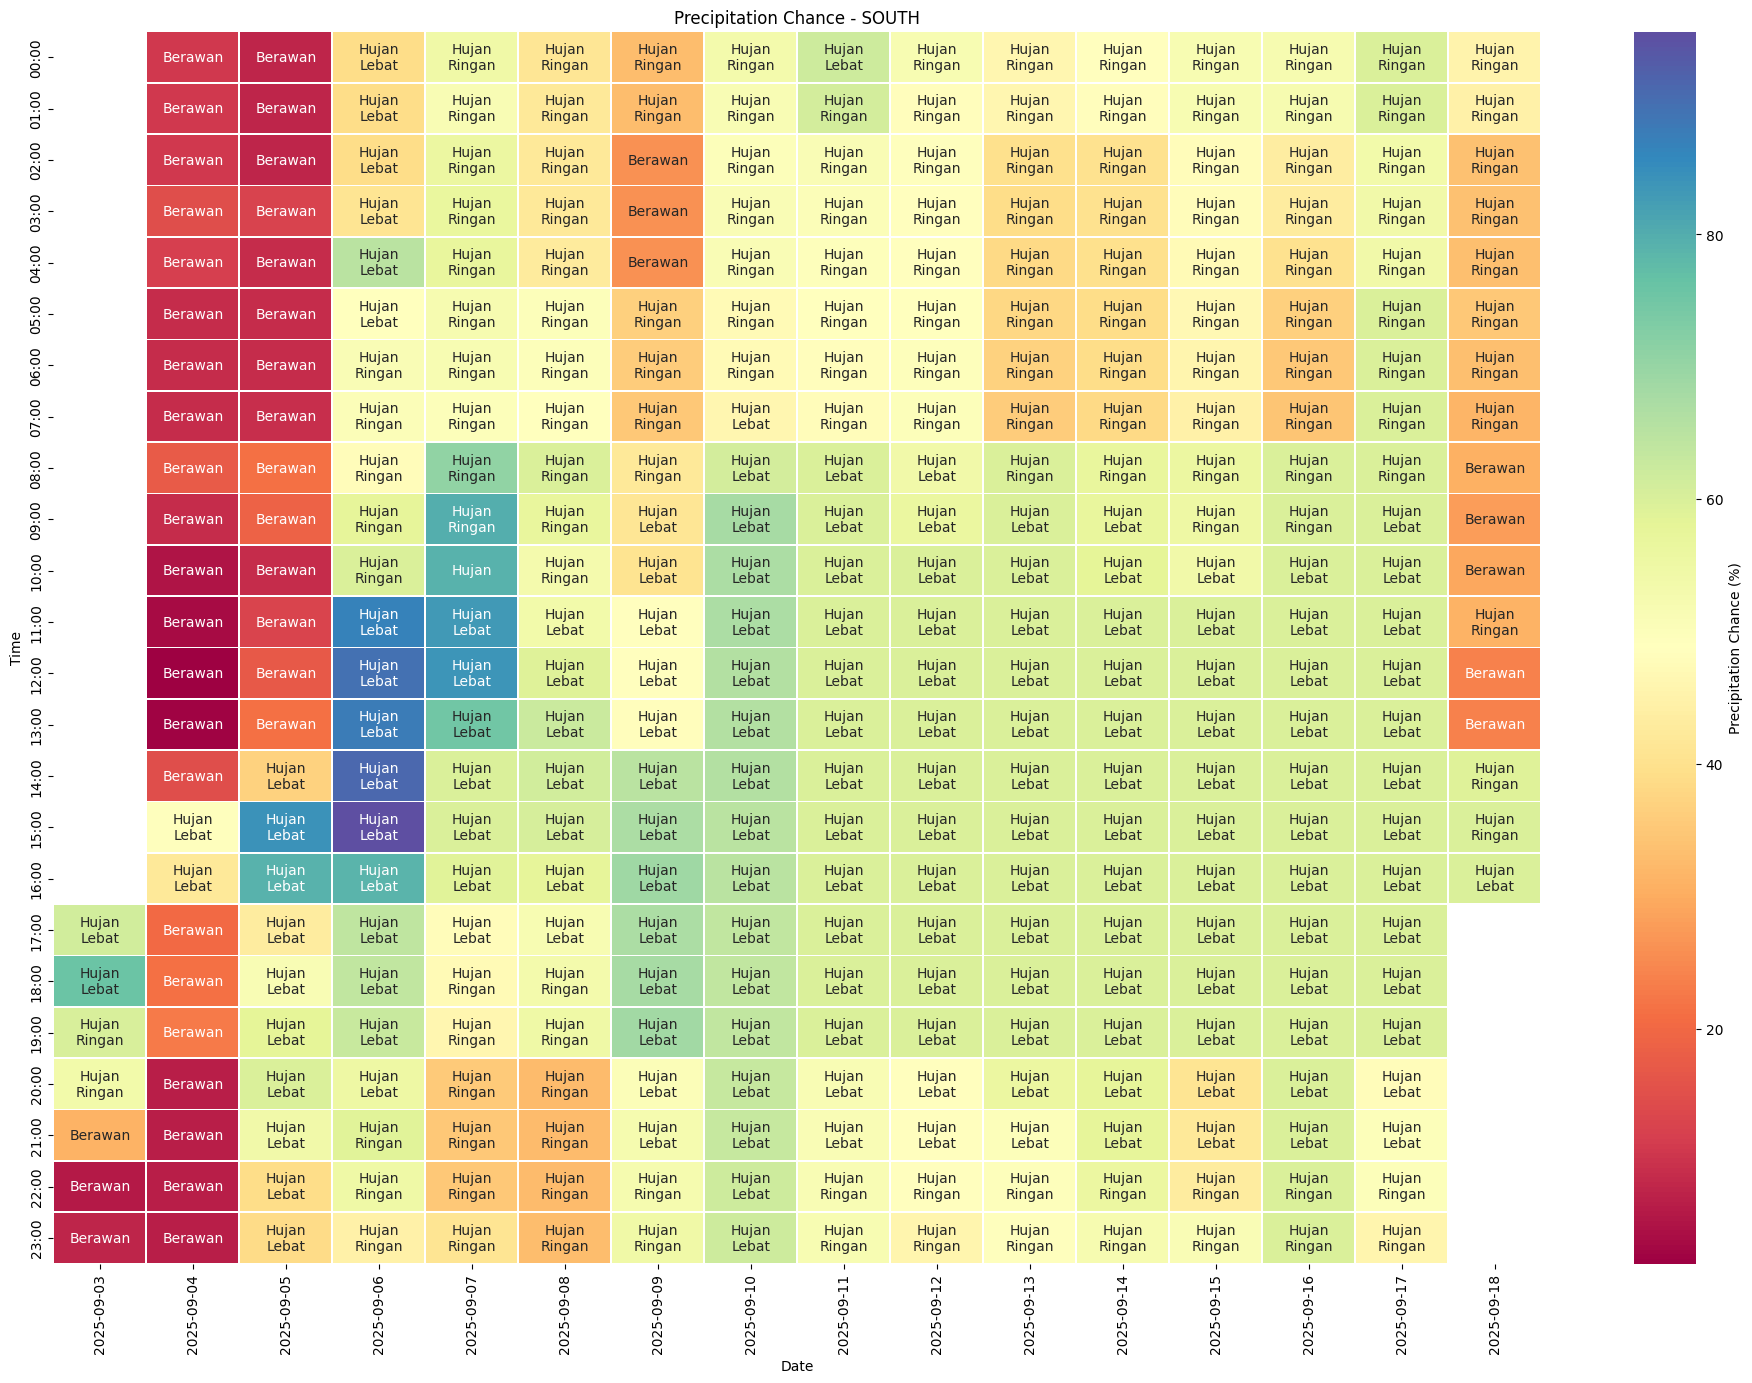 Precipitation Chance - SOUTH
00:00 Berawan Berawan Hujan Lebat Hujan Ringan Hujan Ringan Hujan Ringan Hujan Ringan Hujan Lebat Hujan Ringan Hujan Ringan Hujan Ringan Hujan Ringan Hujan Ringan Hujan Ringan Hujan Ringan
01:00 Berawan Berawan Hujan Lebat Hujan Ringan Hujan Ringan Hujan Ringan Hujan Ringan Hujan Ringan Hujan Ringan Hujan Ringan Hujan Ringan Hujan Ringan Hujan Ringan Hujan Ringan Hujan Ringan
02:00 Berawan Berawan Hujan Lebat Hujan Ringan Hujan Ringan Berawan Hujan Ringan Hujan Ringan Hujan Ringan Hujan Ringan Hujan Ringan Hujan Ringan Hujan Ringan Hujan Ringan Hujan Ringan
03:00 Berawan Berawan Hujan Lebat Hujan Ringan Hujan Ringan Berawan Hujan Ringan Hujan Ringan Hujan Ringan Hujan Ringan Hujan Ringan Hujan Ringan Hujan Ringan Hujan Ringan Hujan Ringan
04:00 Berawan Berawan Hujan Lebat Hujan Ringan Hujan Ringan Berawan Hujan Ringan Hujan Ringan Hujan Ringan Hujan Ringan Hujan Ringan Hujan Ringan Hujan Ringan Hujan Ringan Hujan Ringan
05:00 Berawan Berawan Hujan Lebat Hujan Ringan Hujan Ringan Hujan Ringan Hujan Ringan Hujan Ringan Hujan Ringan Hujan Ringan Hujan Ringan Hujan Ringan Hujan Ringan Hujan Ringan Hujan Ringan
06:00 Berawan Berawan Hujan Ringan Hujan Ringan Hujan Ringan Hujan Ringan Hujan Ringan Hujan Ringan Hujan Ringan Hujan Ringan Hujan Ringan Hujan Ringan Hujan Ringan Hujan Ringan Hujan Ringan
07:00 Berawan Berawan Hujan Ringan Hujan Ringan Hujan Ringan Hujan Ringan Hujan Lebat Hujan Ringan Hujan Ringan Hujan Ringan Hujan Ringan Hujan Ringan Hujan Ringan Hujan Ringan Hujan Ringan
08:00 Berawan Berawan Hujan Ringan Hujan Ringan Hujan Ringan Hujan Ringan Hujan Lebat Hujan Lebat Hujan Lebat Hujan Ringan Hujan Ringan Hujan Ringan Hujan Ringan Hujan Ringan Berawan
09:00 Berawan Berawan Hujan Ringan Hujan Ringan Hujan Ringan Hujan Lebat Hujan Lebat Hujan Lebat Hujan Lebat Hujan Lebat Hujan Lebat Hujan Ringan Hujan Ringan Hujan Lebat Berawan
10:00 Berawan Berawan Hujan Ringan Hujan Hujan Ringan Hujan Lebat Hujan Lebat Hujan Lebat Hujan Lebat Hujan Lebat Hujan Lebat Hujan Lebat Hujan Lebat Hujan Lebat Berawan
11:00 Berawan Berawan Hujan Lebat Hujan Lebat Hujan Lebat Hujan Lebat Hujan Lebat Hujan Lebat Hujan Lebat Hujan Lebat Hujan Lebat Hujan Lebat Hujan Lebat Hujan Lebat Hujan Ringan
12:00 Berawan Berawan Hujan Lebat Hujan Lebat Hujan Lebat Hujan Lebat Hujan Lebat Hujan Lebat Hujan Lebat Hujan Lebat Hujan Lebat Hujan Lebat Hujan Lebat Hujan Lebat Berawan
13:00 Berawan Berawan Hujan Lebat Hujan Lebat Hujan Lebat Hujan Lebat Hujan Lebat Hujan Lebat Hujan Lebat Hujan Lebat Hujan Lebat Hujan Lebat Hujan Lebat Hujan Lebat Berawan
14:00 Berawan Hujan Lebat Hujan Lebat Hujan Lebat Hujan Lebat Hujan Lebat Hujan Lebat Hujan Lebat Hujan Lebat Hujan Lebat Hujan Lebat Hujan Lebat Hujan Lebat Hujan Lebat Hujan Ringan
15:00 Hujan Lebat Hujan Lebat Hujan Lebat Hujan Lebat Hujan Lebat Hujan Lebat Hujan Lebat Hujan Lebat Hujan Lebat Hujan Lebat Hujan Lebat Hujan Lebat Hujan Lebat Hujan Lebat Hujan Ringan
16:00 Hujan Lebat Hujan Lebat Hujan Lebat Hujan Lebat Hujan Lebat Hujan Lebat Hujan Lebat Hujan Lebat Hujan Lebat Hujan Lebat Hujan Lebat Hujan Lebat Hujan Lebat Hujan Lebat Hujan Lebat
17:00 Hujan Lebat Berawan Hujan Lebat Hujan Lebat Hujan Lebat Hujan Lebat Hujan Lebat Hujan Lebat Hujan Lebat Hujan Lebat Hujan Lebat Hujan Lebat Hujan Lebat Hujan Lebat Hujan Lebat
18:00 Hujan Lebat Berawan Hujan Lebat Hujan Lebat Hujan Ringan Hujan Ringan Hujan Lebat Hujan Lebat Hujan Lebat Hujan Lebat Hujan Lebat Hujan Lebat Hujan Lebat Hujan Lebat Hujan Lebat
19:00 Hujan Ringan Berawan Hujan Lebat Hujan Lebat Hujan Ringan Hujan Ringan Hujan Lebat Hujan Lebat Hujan Lebat Hujan Lebat Hujan Lebat Hujan Lebat Hujan Lebat Hujan Lebat Hujan Lebat
20:00 Hujan Ringan Berawan Hujan Lebat Hujan Lebat Hujan Ringan Hujan Ringan Hujan Lebat Hujan Lebat Hujan Lebat Hujan Lebat Hujan Lebat Hujan Lebat Hujan Lebat Hujan Lebat Hujan Lebat
21:00 Berawan Berawan Hujan Lebat Hujan Ringan Hujan Ringan Hujan Ringan Hujan Lebat Hujan Lebat Hujan Lebat Hujan Lebat Hujan Lebat Hujan Lebat Hujan Lebat Hujan Lebat Hujan Lebat
22:00 Berawan Berawan Hujan Lebat Hujan Ringan Hujan Ringan Hujan Ringan Hujan Ringan Hujan Lebat Hujan Ringan Hujan Ringan Hujan Ringan Hujan Ringan Hujan Ringan Hujan Ringan Hujan Ringan
23:00 Berawan Berawan Hujan Lebat Hujan Ringan Hujan Ringan Hujan Ringan Hujan Ringan Hujan Lebat Hujan Ringan Hujan Ringan Hujan Ringan Hujan Ringan Hujan Ringan Hujan Ringan Hujan Ringan
Time
2025-09-03 2025-09-04 2025-09-05 2025-09-06 2025-09-07 2025-09-08 2025-09-09 2025-09-10 2025-09-11 2025-09-12 2025-09-13 2025-09-14 2025-09-15 2025-09-16 2025-09-17 2025-09-18
Date
80
60
40
20
Precipitation Chance (%)